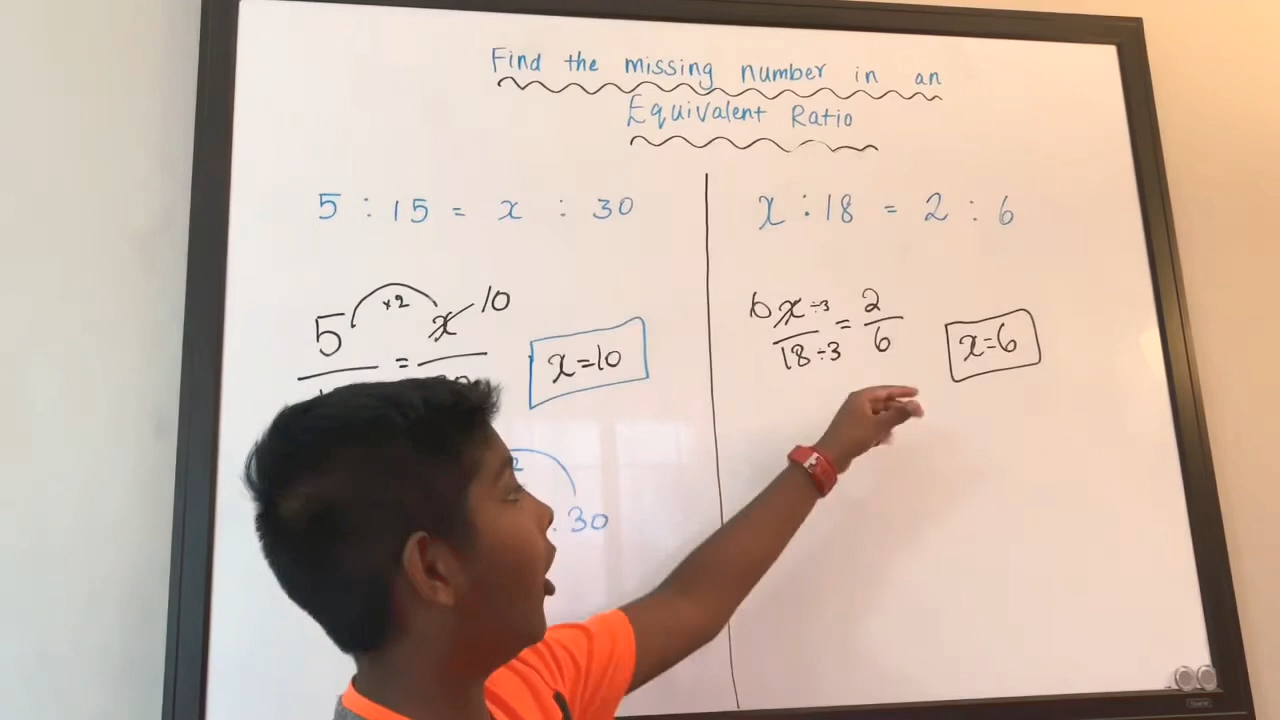 Find the missing number in an
Equivalent Ratio
5 : 15 = x : 30
5 ×2 x 10
=
x=10
30
x : 18 = 2 : 6
6 x ÷3 = 2
18 ÷3 6
x=6